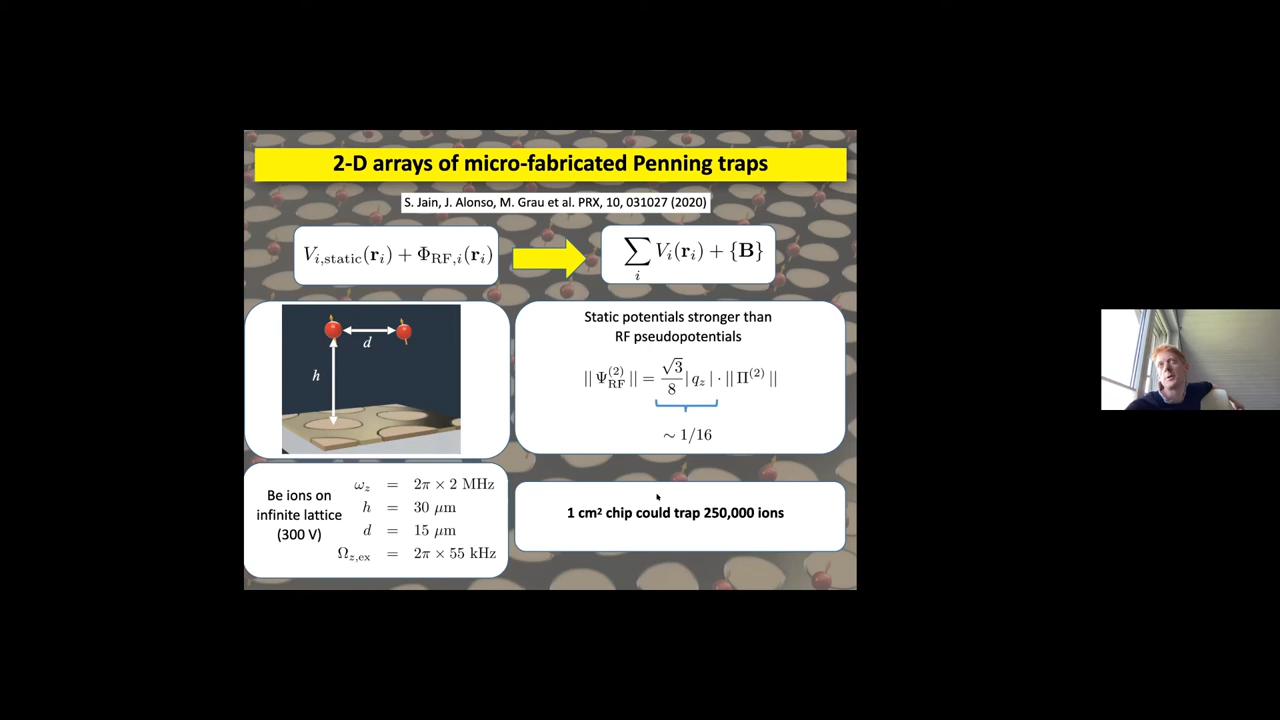 2-D arrays of micro-fabricated Penning traps
S. Jain, J. Alonso, M. Grau et al. PRX, 10, 031027 (2020)
V_{i,static}(r_i) + Φ_{RF,i}(r_i)
∑_i V_i(r_i) + {B}
d
h
Static potentials stronger than
RF pseudopotentials
|| Ψ_{RF}^{(2)} || = √3/8 | q_z | · || Π^{(2)} ||
∼ 1/16
Be ions on
infinite lattice
(300 V)
ω_z = 2π × 2 MHz
h = 30 μm
d = 15 μm
Ω_{z,ex} = 2π × 55 kHz
1 cm² chip could trap 250,000 ions